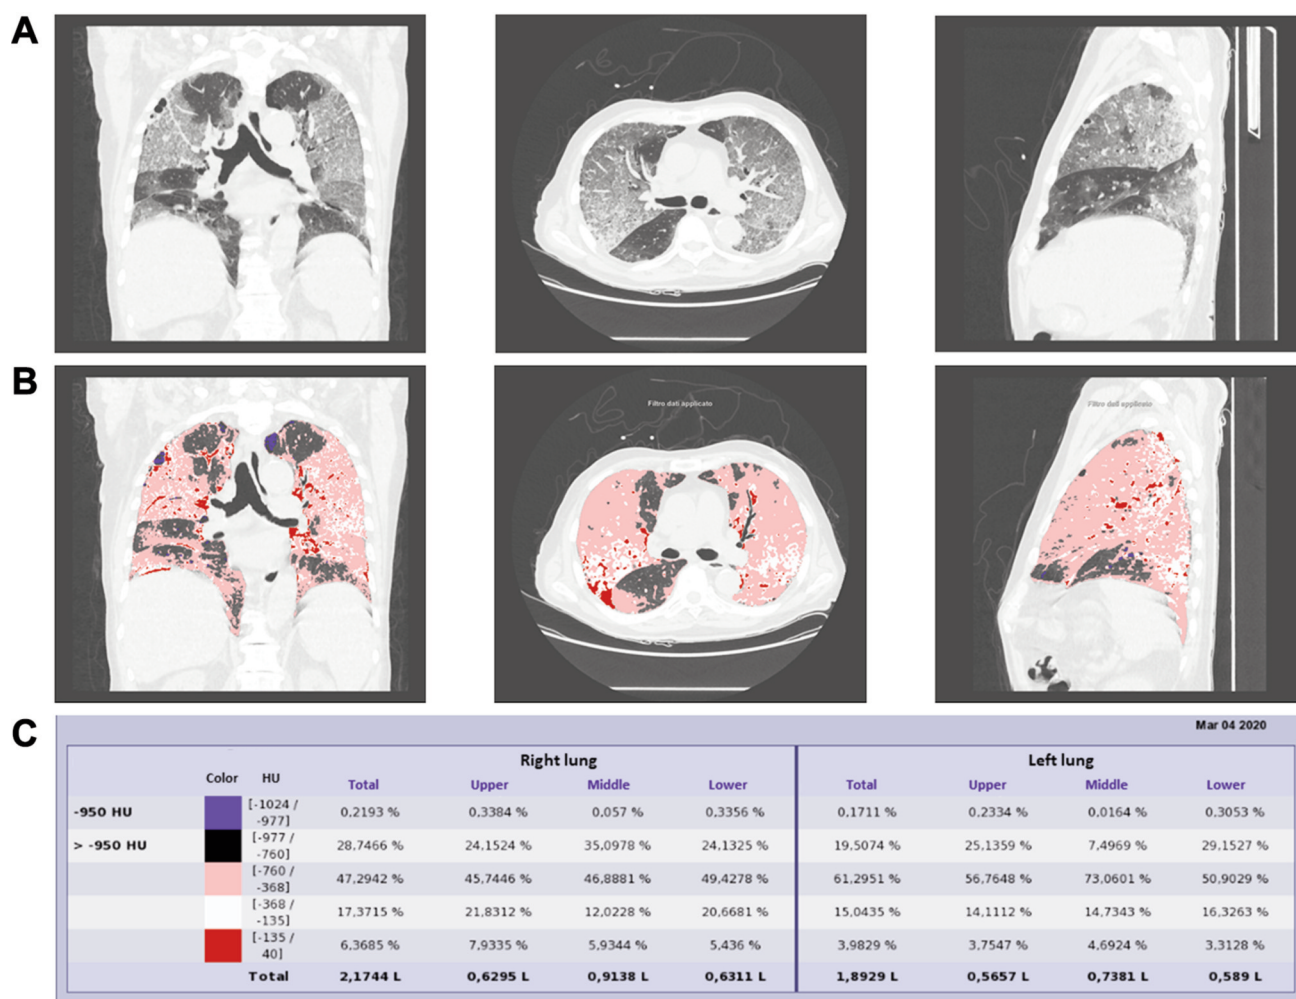 A
B
Filtro dati applicato
Filtro dati applicato
C
Mar 04 2020
Right lung Left lung
Color HU Total Upper Middle Lower Total Upper Middle Lower
-950 HU [-1024 / -977] 0,2193 % 0,3384 % 0,057 % 0,3356 % 0,1711 % 0,2334 % 0,0164 % 0,3053 %
> -950 HU [-977 / -760] 28,7466 % 24,1524 % 35,0978 % 24,1325 % 19,5074 % 25,1359 % 7,4969 % 29,1527 %
[-760 / -368] 47,2942 % 45,7446 % 46,8881 % 49,4278 % 61,2951 % 56,7648 % 73,0601 % 50,9029 %
[-368 / -135] 17,3715 % 21,8312 % 12,0228 % 20,6681 % 15,0435 % 14,1112 % 14,7343 % 16,3263 %
[-135 / 40] 6,3685 % 7,9335 % 5,9344 % 5,436 % 3,9829 % 3,7547 % 4,6924 % 3,3128 %
Total 2,1744 L 0,6295 L 0,9138 L 0,6311 L 1,8929 L 0,5657 L 0,7381 L 0,589 L